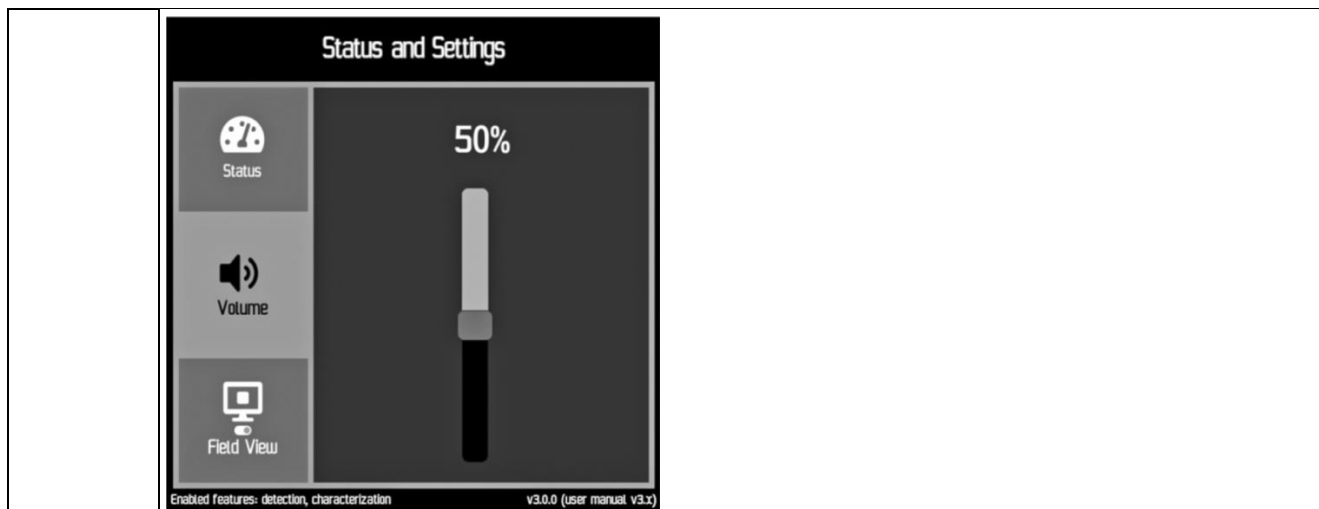 Status and Settings
50%
Status
Volume
Field View
Enabled features: detection, characterization
v3.0.0 (user manual v3.x)